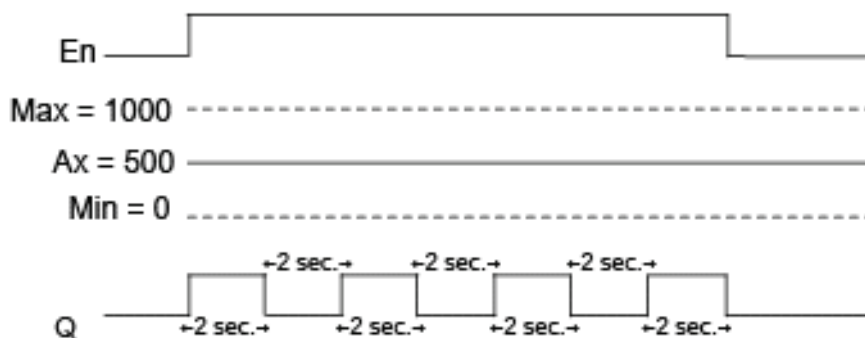 En
Max = 1000
Ax = 500
Min = 0
←2 sec.→ ←2 sec.→ ←2 sec.→
Q
←2 sec.→ ←2 sec.→ ←2 sec.→ ←2 sec.→